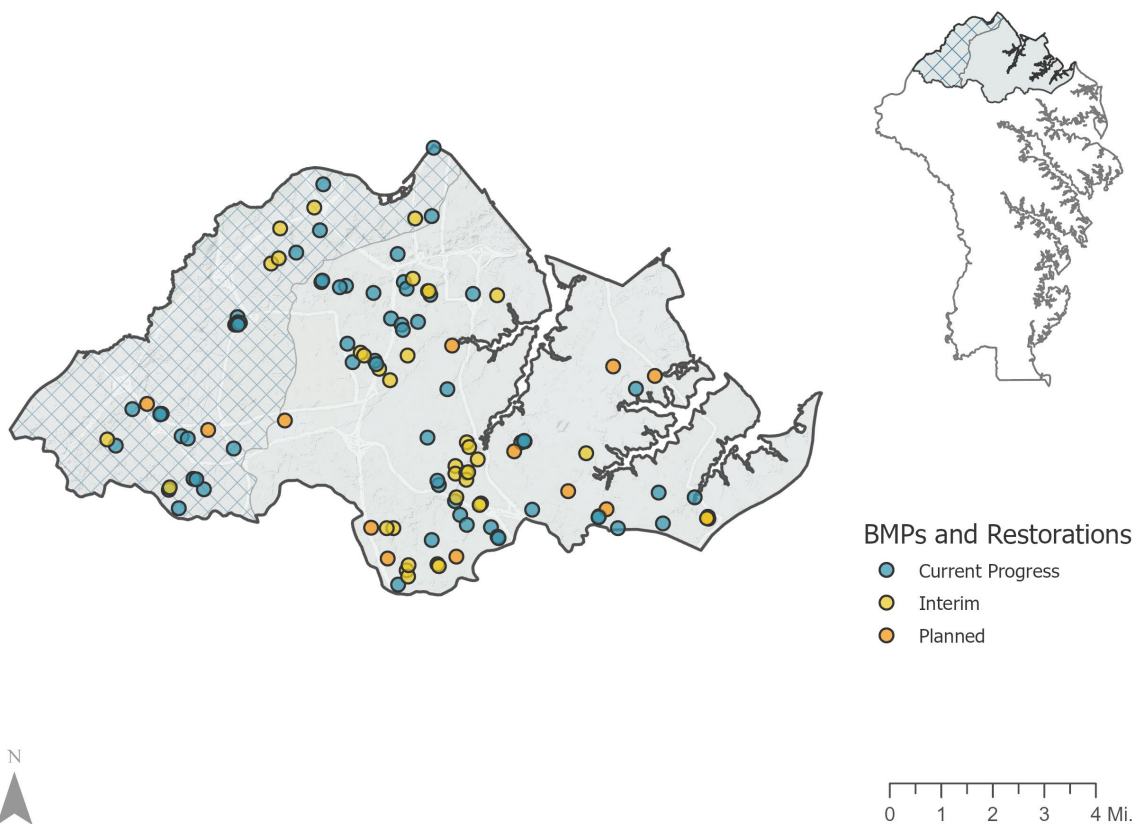 BMPs and Restorations
Current Progress
Interim
Planned
N
0 1 2 3 4 Mi.